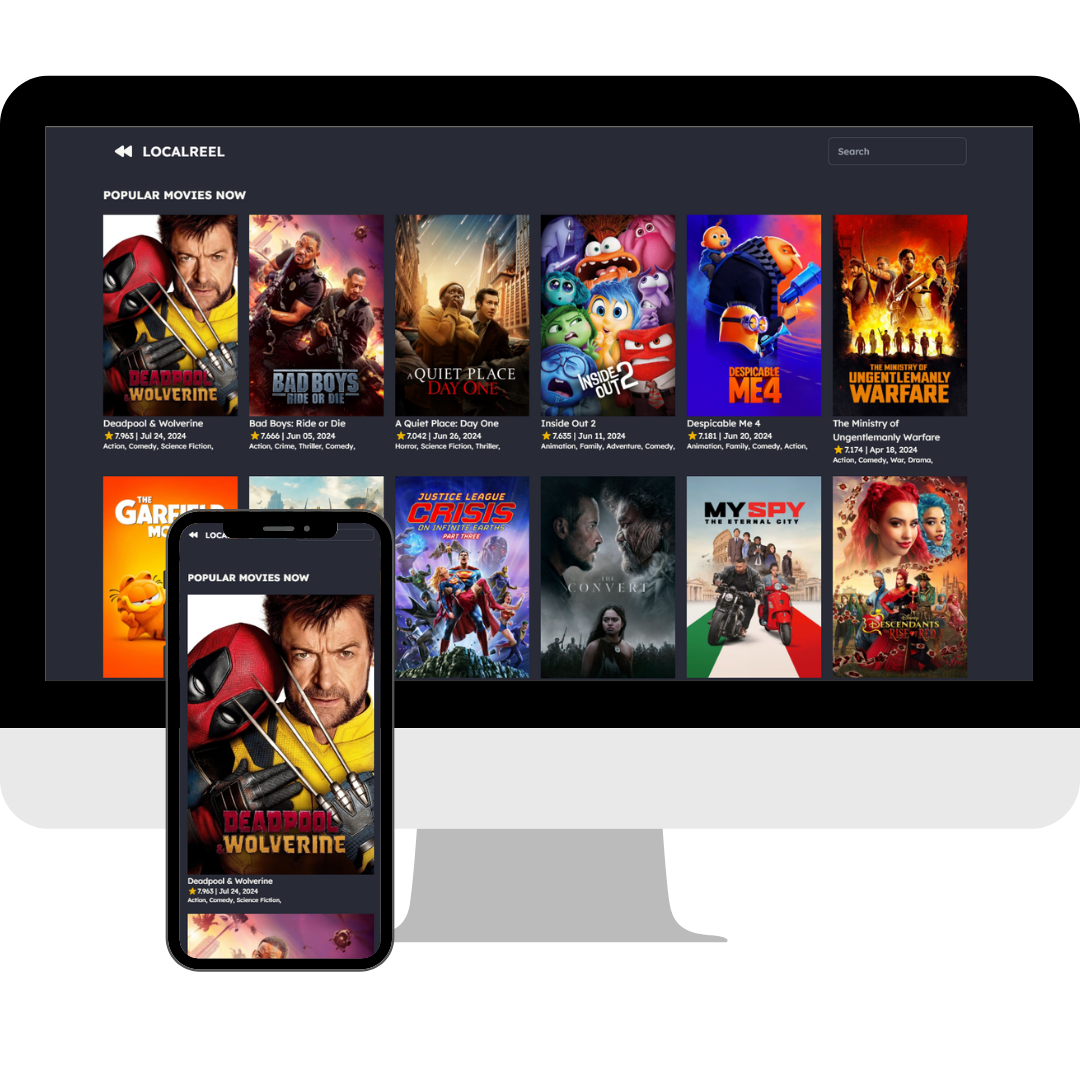 LOCALREEL
Search
POPULAR MOVIES NOW
DEADPOOL
& WOLVERINE
BAD BOYS
RIDE OR DIE
A QUIET PLACE
DAY ONE
INSIDE
OUT 2
DESPICABLE
ME4
THE MINISTRY OF
UNGENTLEMANLY
WARFARE
Deadpool & Wolverine
7.963 | Jul 24, 2024
Action, Comedy, Science Fiction,
Bad Boys: Ride or Die
7.666 | Jun 05, 2024
Action, Crime, Thriller, Comedy,
A Quiet Place: Day One
7.042 | Jun 26, 2024
Horror, Science Fiction, Thriller,
Inside Out 2
7.635 | Jun 11, 2024
Animation, Family, Adventure, Comedy,
Despicable Me 4
7.181 | Jun 20, 2024
Animation, Family, Comedy, Action,
The Ministry of
Ungentlemanly Warfare
7.174 | Apr 18, 2024
Action, Comedy, War, Drama,
THE
JUSTICE LEAGUE
CRISIS
ON INFINITE EARTHS
PART THREE
THE
CONVERT
MY SPY
THE ETERNAL CITY
Disney
DESCENDANTS
THE RISE OF RED
POPULAR MOVIES NOW
DEADPOOL
& WOLVERINE
Deadpool & Wolverine
7.963 | Jul 24, 2024
Action, Comedy, Science Fiction,